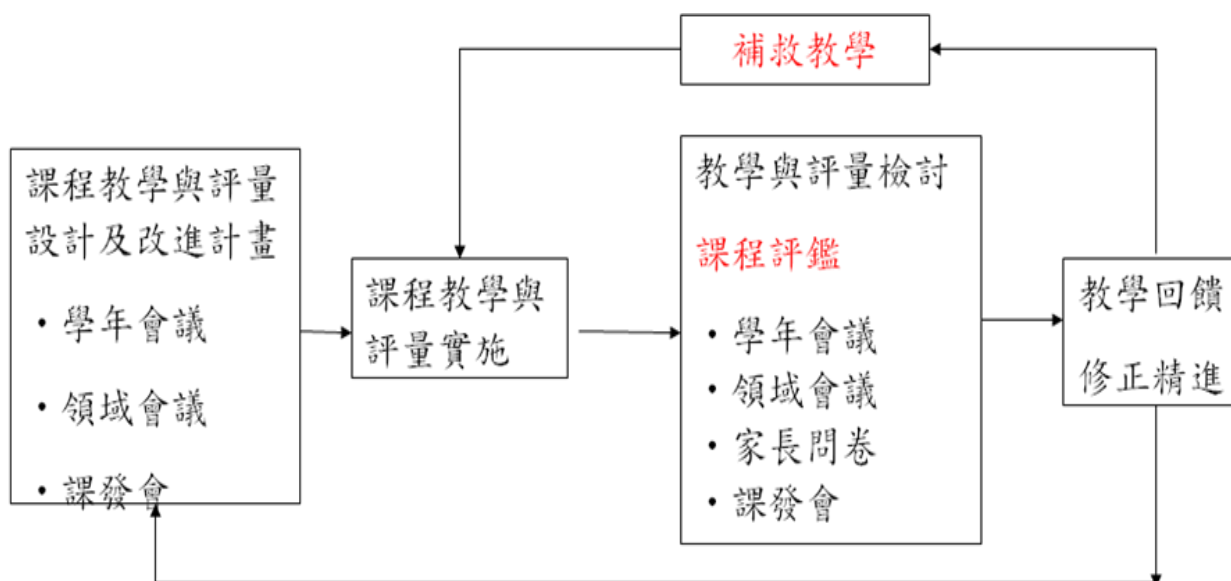 補救教學
課程教學與評量
設計及改進計畫
・學年會議
・領域會議
・課發會
課程教學與
評量實施
教學與評量檢討
課程評鑑
・學年會議
・領域會議
・家長問卷
・課發會
教學回饋
修正精進